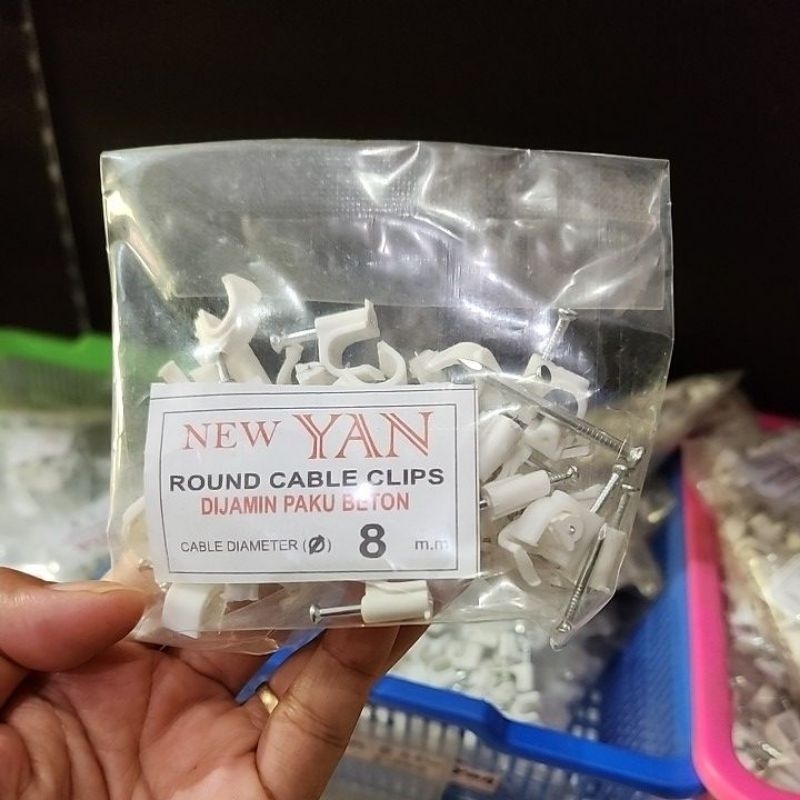 NEW YAN
ROUND CABLE CLIPS
DIJAMIN PAKU BETON
CABLE DIAMETER (Ø) 8 m.m